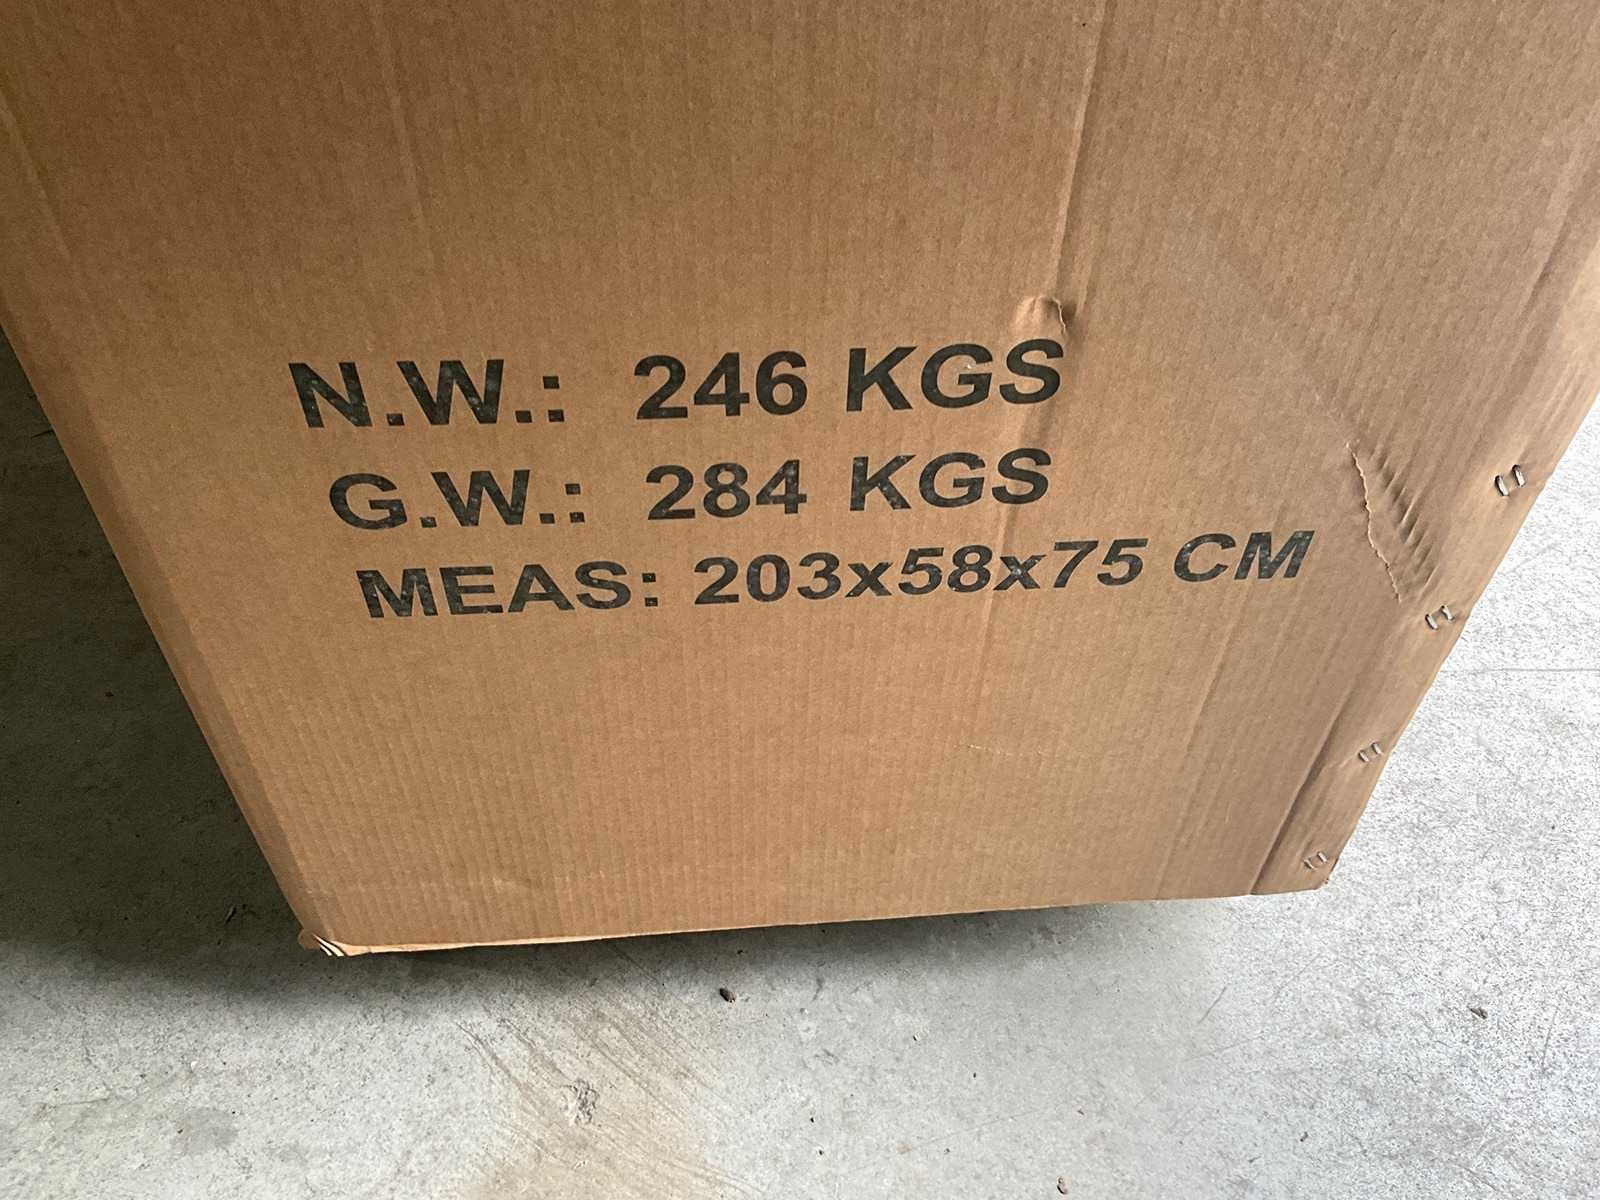 N.W.: 246 KGS
G.W.: 284 KGS
MEAS: 203x58x75 CM